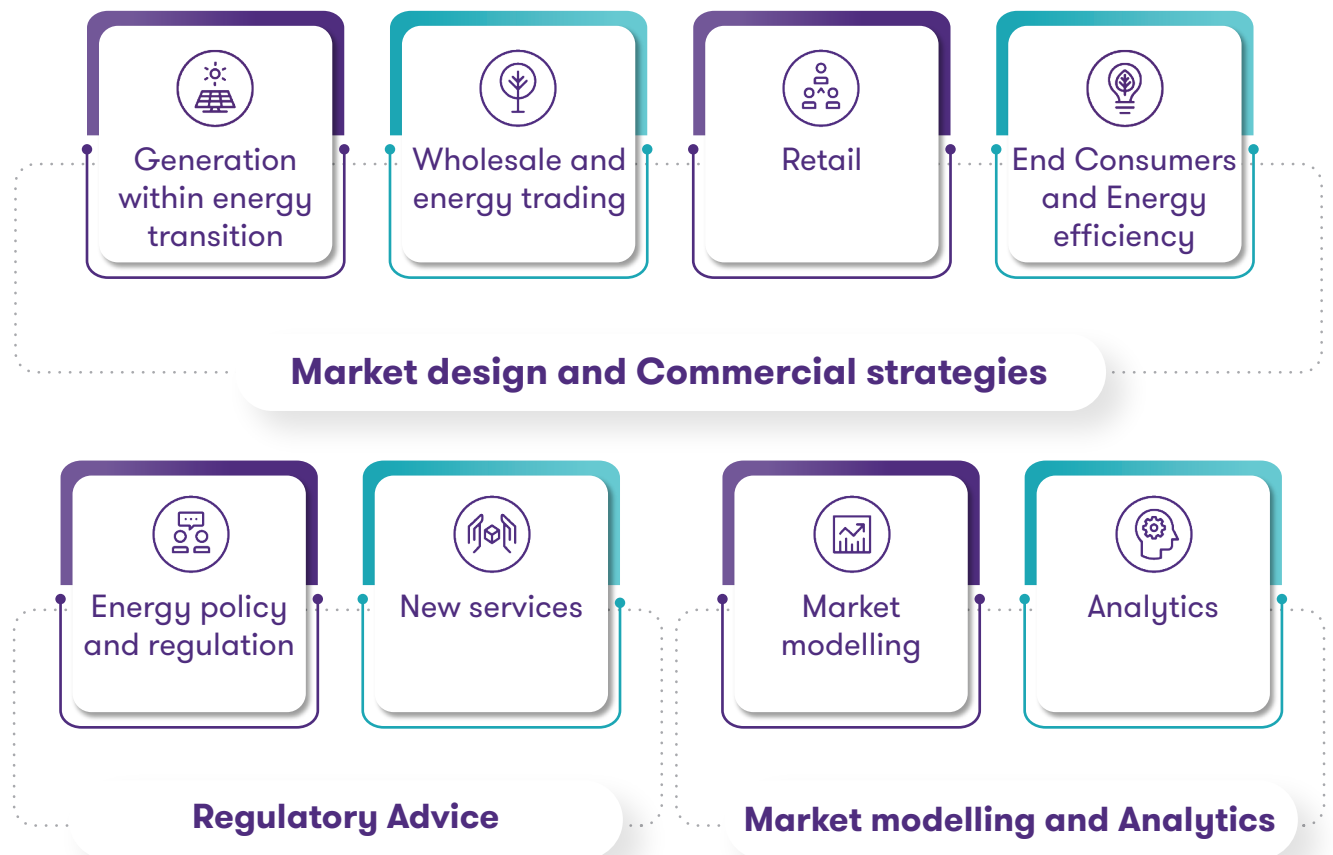 Generation
within energy
transition
Wholesale and
energy trading
Retail
End Consumers
and Energy
efficiency
Market design and Commercial strategies
Energy policy
and regulation
New services
Market
modelling
Analytics
Regulatory Advice
Market modelling and Analytics